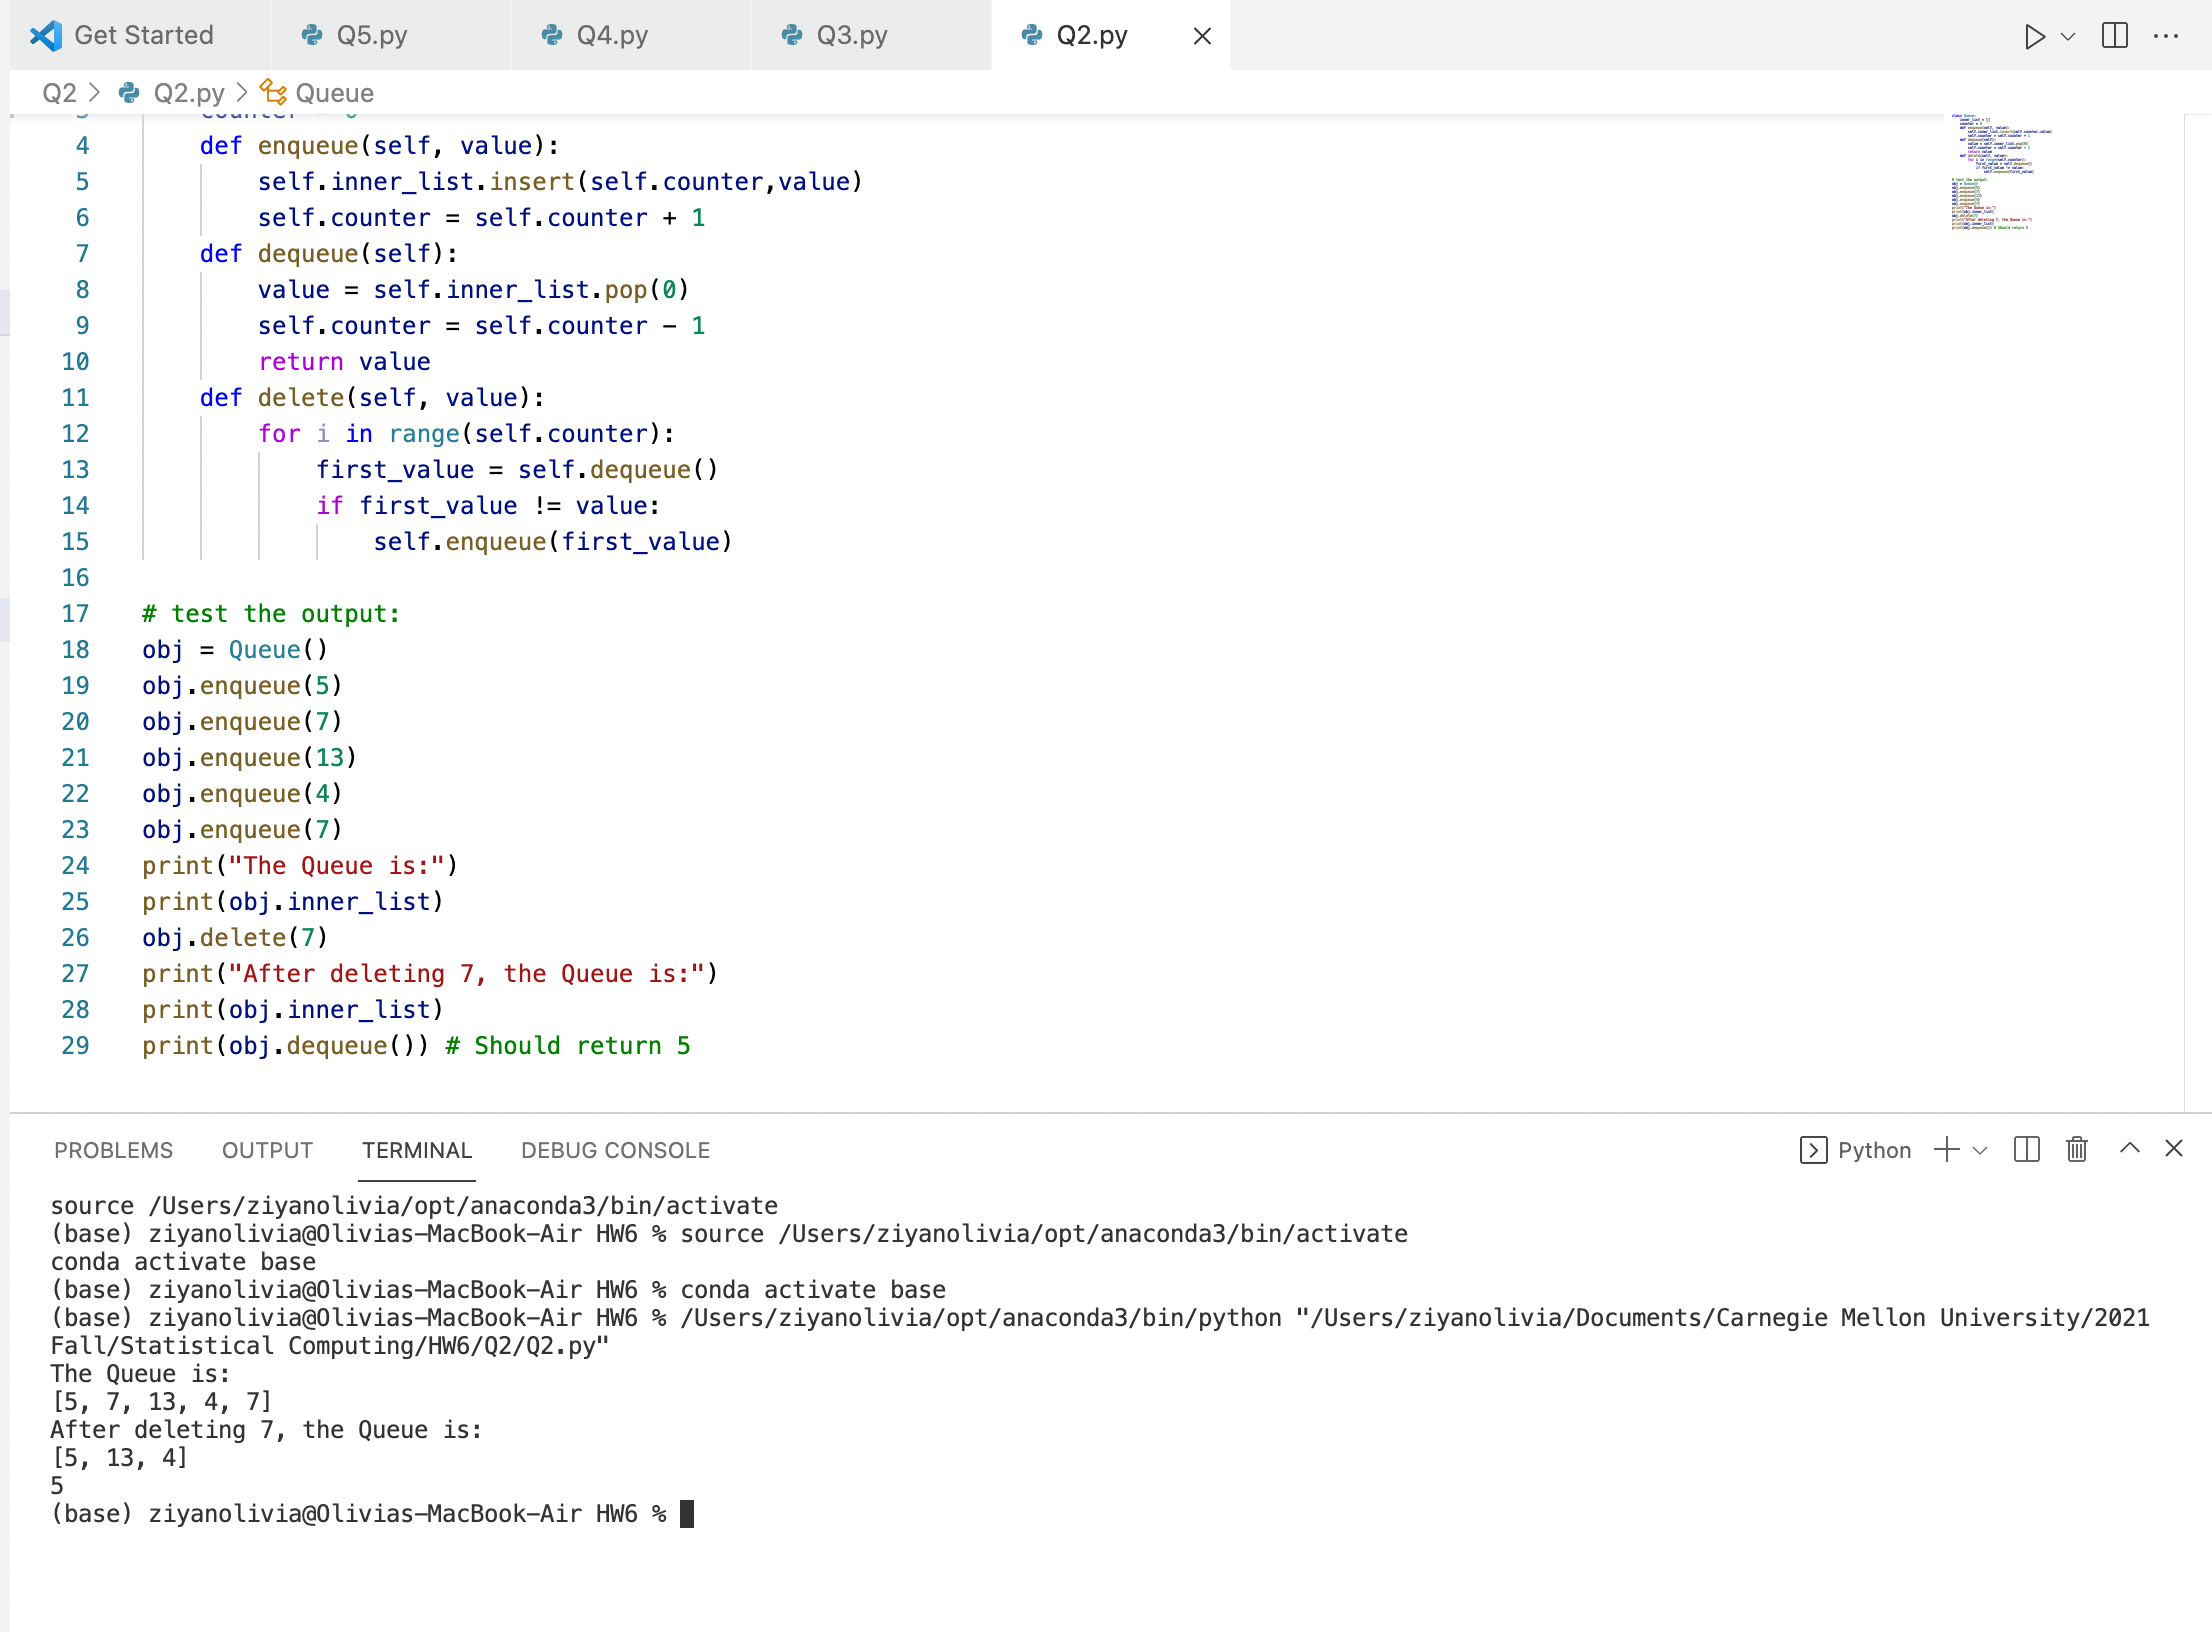 Get Started Q5.py Q4.py Q3.py Q2.py
Q2 > Q2.py > Queue
4 def enqueue(self, value):
5 self.inner_list.insert(self.counter,value)
6 self.counter = self.counter + 1
7 def dequeue(self):
8 value = self.inner_list.pop(0)
9 self.counter = self.counter - 1
10 return value
11 def delete(self, value):
12 for i in range(self.counter):
13 first_value = self.dequeue()
14 if first_value != value:
15 self.enqueue(first_value)
16
17 # test the output:
18 obj = Queue()
19 obj.enqueue(5)
20 obj.enqueue(7)
21 obj.enqueue(13)
22 obj.enqueue(4)
23 obj.enqueue(7)
24 print("The Queue is:")
25 print(obj.inner_list)
26 obj.delete(7)
27 print("After deleting 7, the Queue is:")
28 print(obj.inner_list)
29 print(obj.dequeue()) # Should return 5
PROBLEMS OUTPUT TERMINAL DEBUG CONSOLE Python
source /Users/ziyanolivia/opt/anaconda3/bin/activate
(base) ziyanolivia@Olivias-MacBook-Air HW6 % source /Users/ziyanolivia/opt/anaconda3/bin/activate
conda activate base
(base) ziyanolivia@Olivias-MacBook-Air HW6 % conda activate base
(base) ziyanolivia@Olivias-MacBook-Air HW6 % /Users/ziyanolivia/opt/anaconda3/bin/python "/Users/ziyanolivia/Documents/Carnegie Mellon University/2021
Fall/Statistical Computing/HW6/Q2/Q2.py"
The Queue is:
[5, 7, 13, 4, 7]
After deleting 7, the Queue is:
[5, 13, 4]
5
(base) ziyanolivia@Olivias-MacBook-Air HW6 %